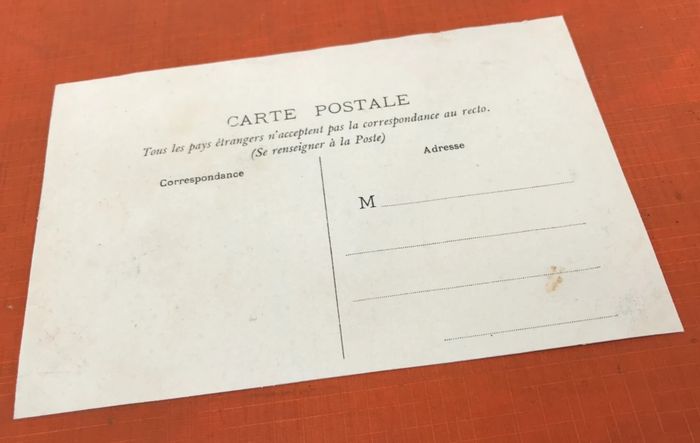 CARTE POSTALE
Tous les pays étrangers n'acceptent pas la correspondance au recto.
(Se renseigner à la Poste)
Correspondance
Adresse
M